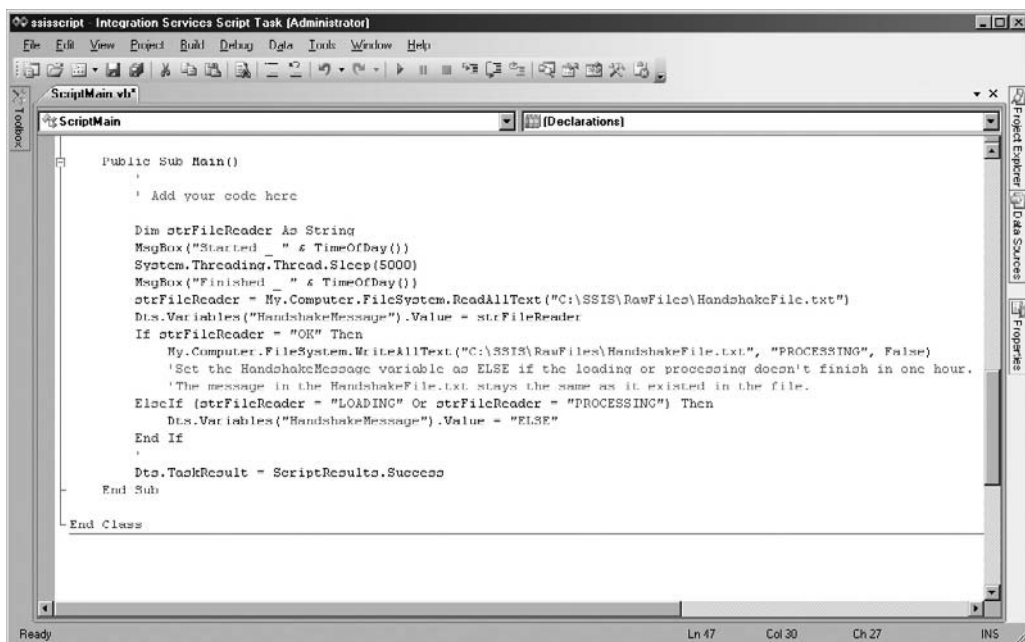 ssisscript - Integration Services Script Task (Administrator)
File Edit View Project Build Debug Data Tools Window Help
Toolbox
ScriptMain.vb*
ScriptMain
(Declarations)
Project Explorer
Data Sources
Properties
Public Sub Main()
'
' Add your code here
Dim strFileReader As String
MsgBox("Started _ " & TimeOfDay())
System.Threading.Thread.Sleep(5000)
MsgBox("Finished _ " & TimeOfDay())
strFileReader = My.Computer.FileSystem.ReadAllText("C:\SSIS\RawFiles\HandshakeFile.txt")
Dts.Variables("HandshakeMessage").Value = strFileReader
If strFileReader = "OK" Then
My.Computer.FileSystem.WriteAllText("C:\SSIS\RawFiles\HandshakeFile.txt", "PROCESSING", False)
'Set the HandshakeMessage variable as ELSE if the loading or processing doesn't finish in one hour.
'The message in the HandshakeFile.txt stays the same as it existed in the file.
ElseIf (strFileReader = "LOADING" Or strFileReader = "PROCESSING") Then
Dts.Variables("HandshakeMessage").Value = "ELSE"
End If
'
Dts.TaskResult = ScriptResults.Success
End Sub
End Class
Ready
Ln 47 Col 30 Ch 27 INS